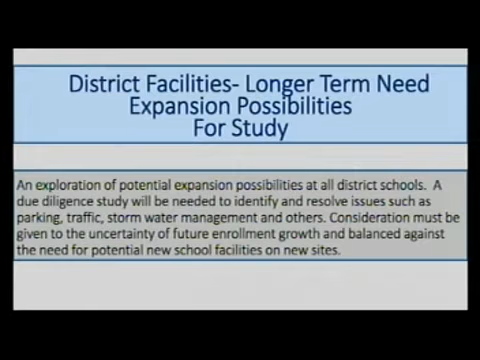 District Facilities- Longer Term Need
Expansion Possibilities
For Study
An exploration of potential expansion possibilities at all district schools. A
due diligence study will be needed to identify and resolve issues such as
parking, traffic, storm water management and others. Consideration must be
given to the uncertainty of future enrollment growth and balanced against
the need for potential new school facilities on new sites.